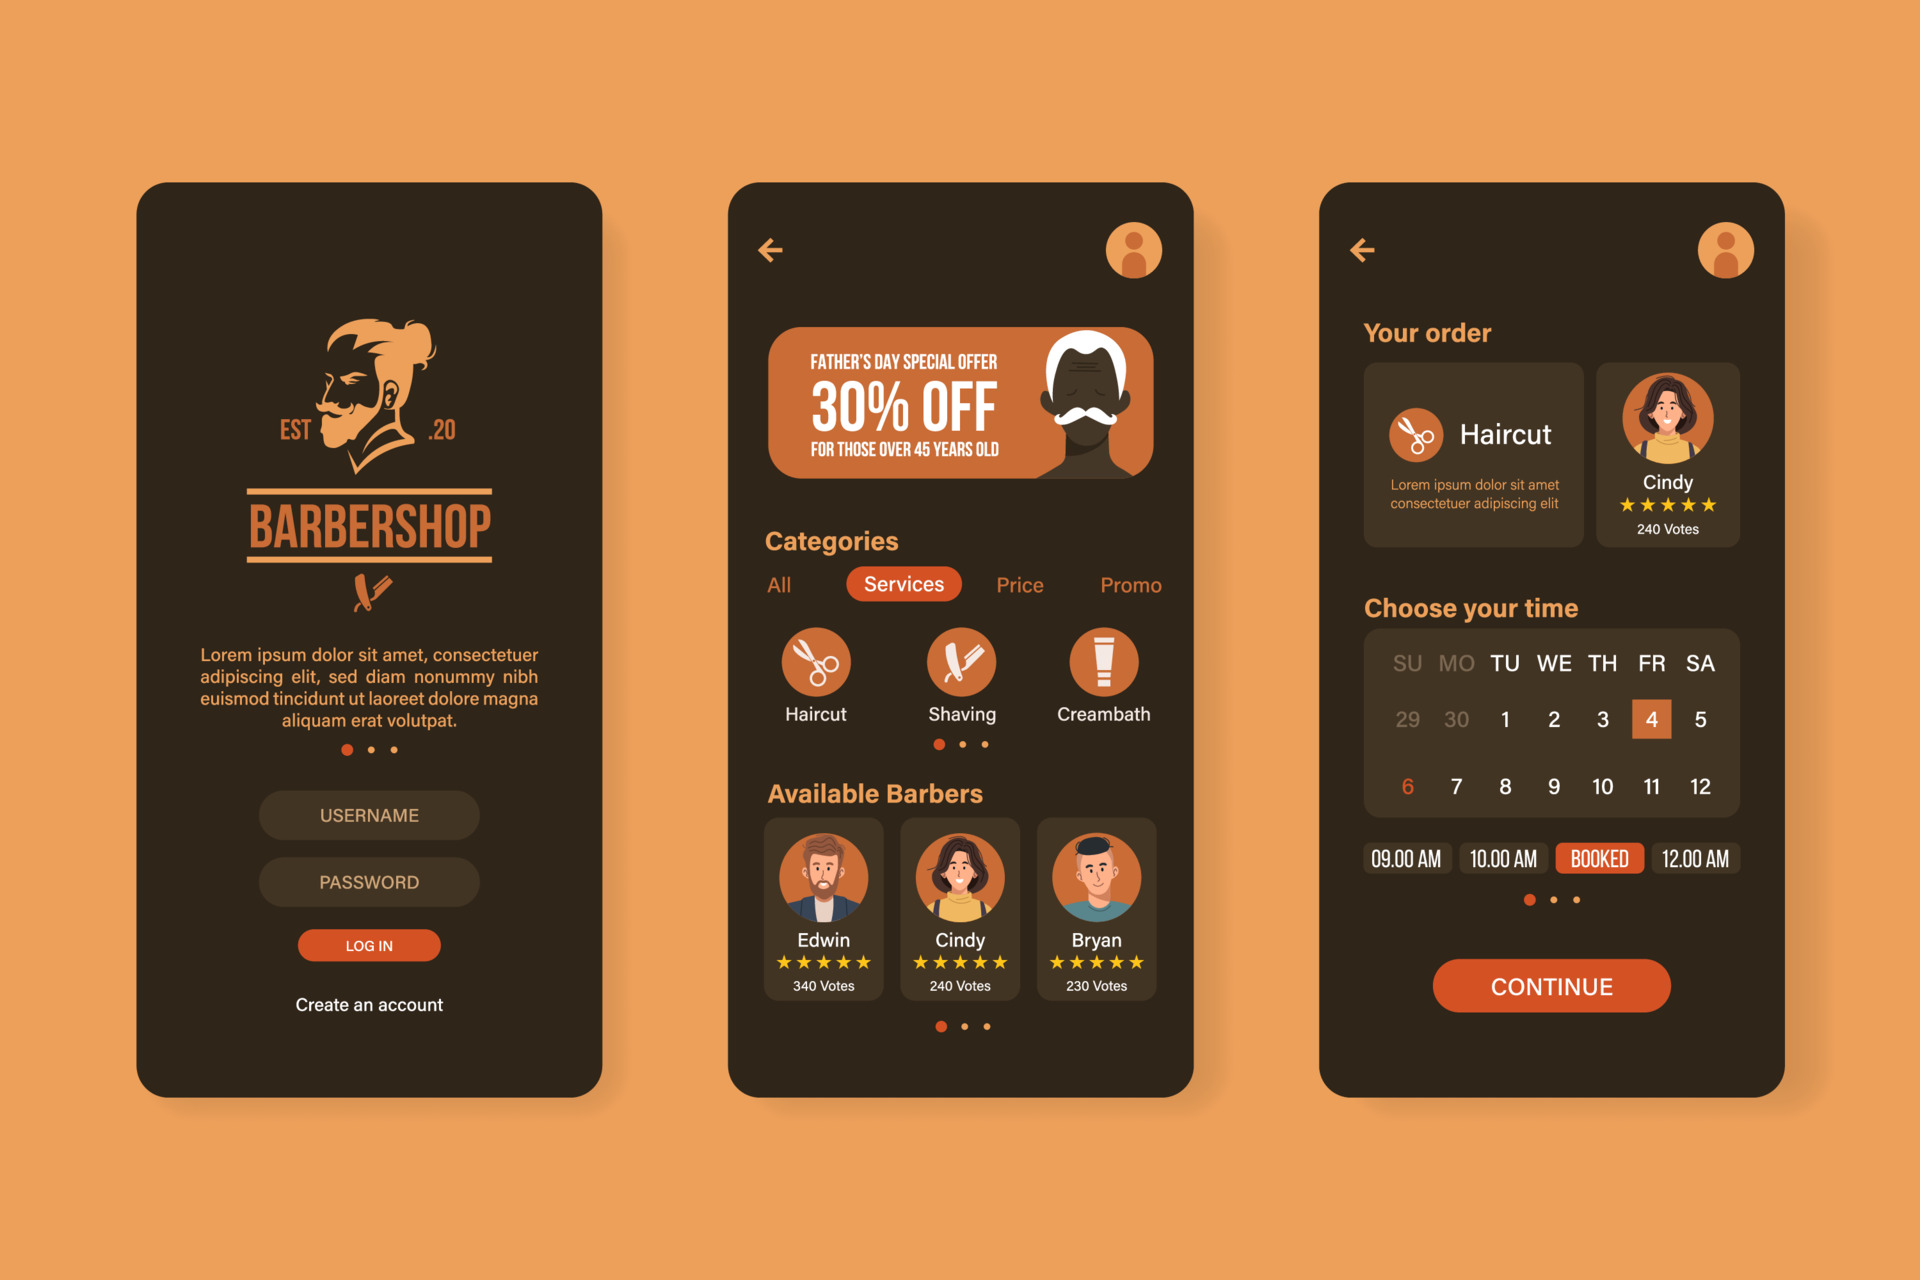 EST .20
BARBERSHOP
Lorem ipsum dolor sit amet, consectetuer
adipiscing elit, sed diam nonummy nibh
euismod tincidunt ut laoreet dolore magna
aliquam erat volutpat.
USERNAME
PASSWORD
LOG IN
Create an account
FATHER'S DAY SPECIAL OFFER
30% OFF
FOR THOSE OVER 45 YEARS OLD
Categories
All Services Price Promo
Haircut Shaving Creambath
Available Barbers
Edwin Cindy Bryan
340 Votes 240 Votes 230 Votes
Your order
Haircut
Lorem ipsum dolor sit amet
consectetuer adipiscing elit
Cindy
240 Votes
Choose your time
SU MO TU WE TH FR SA
29 30 1 2 3 4 5
6 7 8 9 10 11 12
09.00 AM 10.00 AM BOOKED 12.00 AM
CONTINUE